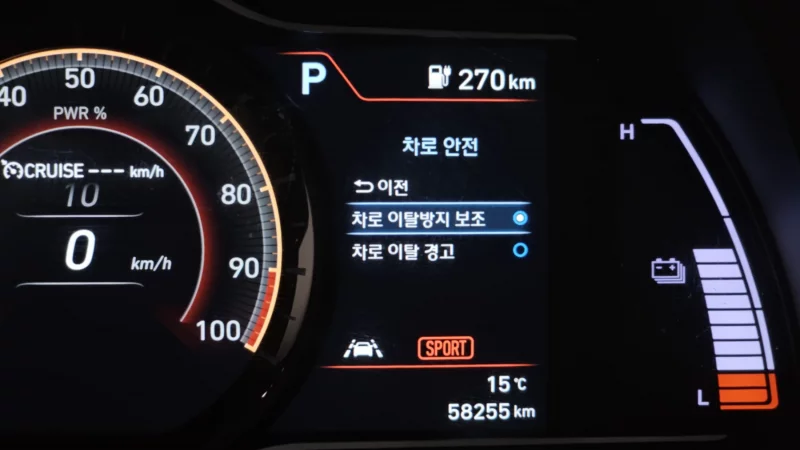 40 50 60 70 80 90 100
PWR %
CRUISE --- km/h
10
0 km/h
P 270 km
차로 안전
이전
차로 이탈방지 보조
차로 이탈 경고
SPORT
15 ℃
58255 km
H
L